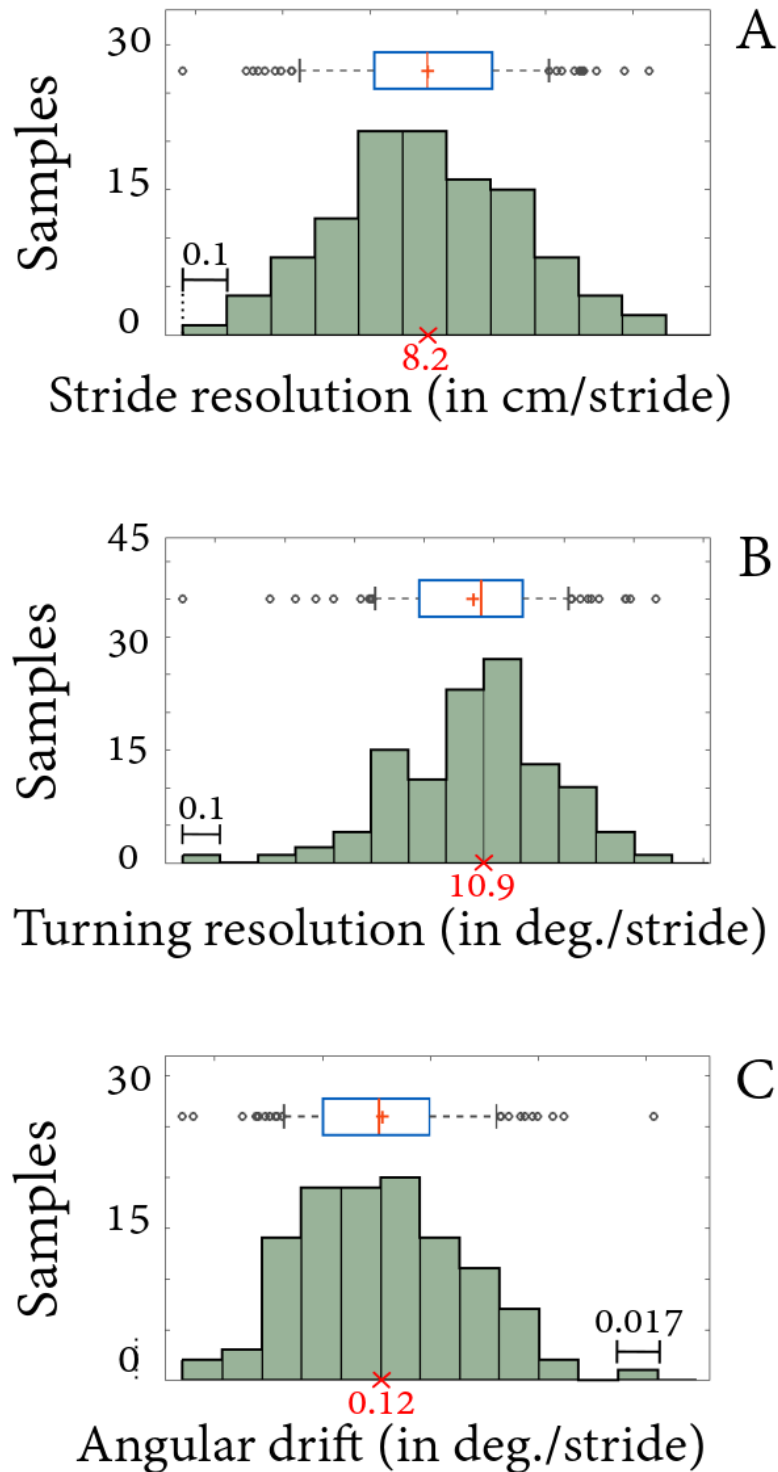 A
30
Samples
15
0.1
0
8.2
Stride resolution (in cm/stride)
45
B
30
Samples
15
0.1
0
10.9
Turning resolution (in deg./stride)
30
C
Samples
15
0.017
0
0.12
Angular drift (in deg./stride)